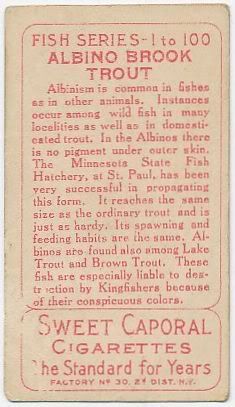 FISH SERIES-1 to 100
ALBINO BROOK
TROUT
Albinism is common in fishes
as in other animals. Instances
occur among wild fish in many
localities as well as in domesti-
cated trout. In the Albinos there
is no pigment under outer skin.
The Minnesota State Fish
Hatchery, at St. Paul, has been
very successful in propagating
this form. It reaches the same
size as the ordinary trout and is
just as hardy. Its spawning and
feeding habits are the same. Al-
binos are found also among Lake
Trout and Brown Trout. These
fish are especially liable to des-
truction by Kingfishers because
of their conspicuous colors.
SWEET CAPORAL
CIGARETTES
The Standard for Years
FACTORY No 30, 2d DIST. N.Y.